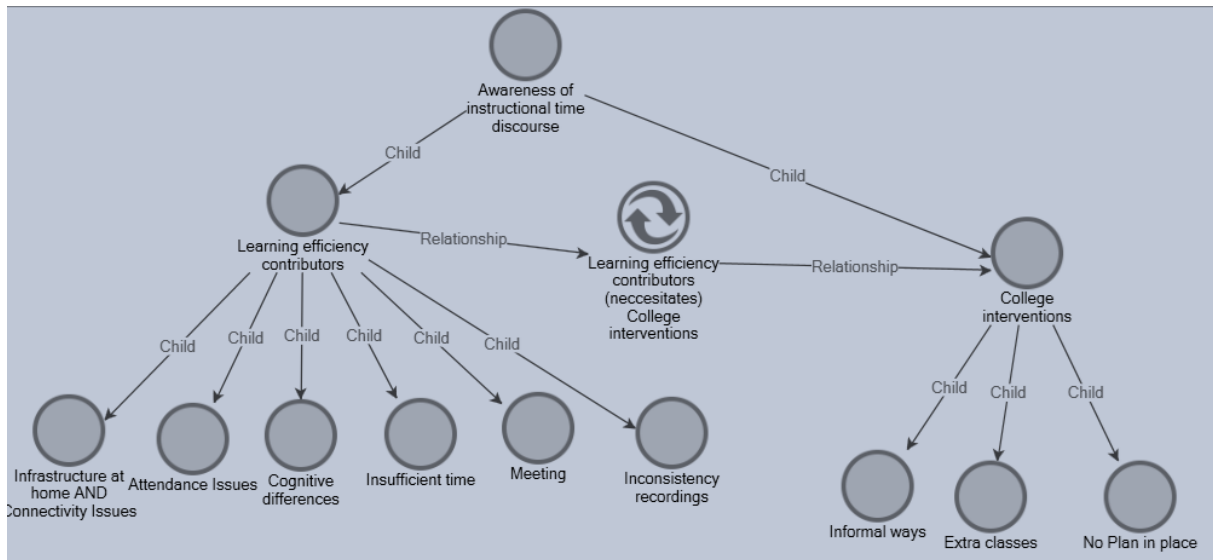 Awareness of
instructional time
discourse
Child
Child
Learning efficiency
contributors
Relationship
Learning efficiency
contributors
(neccesitates)
College
interventions
Relationship
College
interventions
Child
Child
Child
Child
Child
Child
Child
Child
Child
Infrastructure at
home AND
Connectivity Issues
Attendance Issues
Cognitive
differences
Insufficient time
Meeting
Inconsistency
recordings
Informal ways
Extra classes
No Plan in place